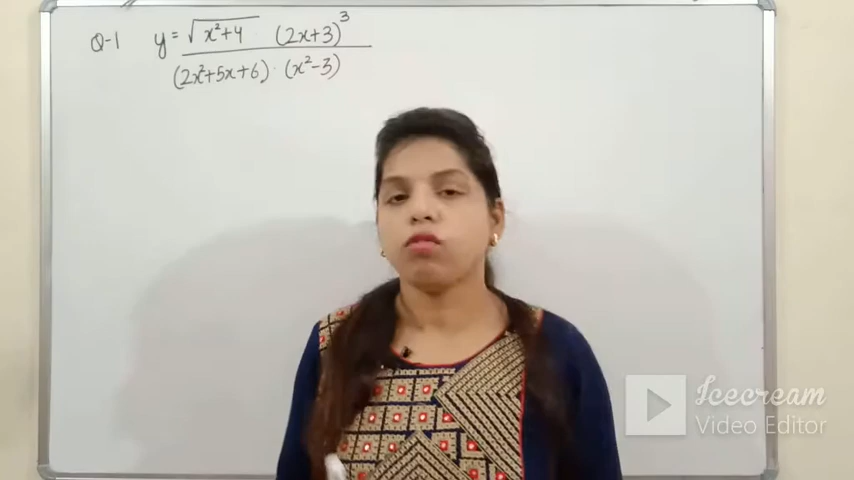 Q-1 y = √x²+4 (2x+3)³
(2x²+5x+6) · (x²-3)
Icecream
Video Editor